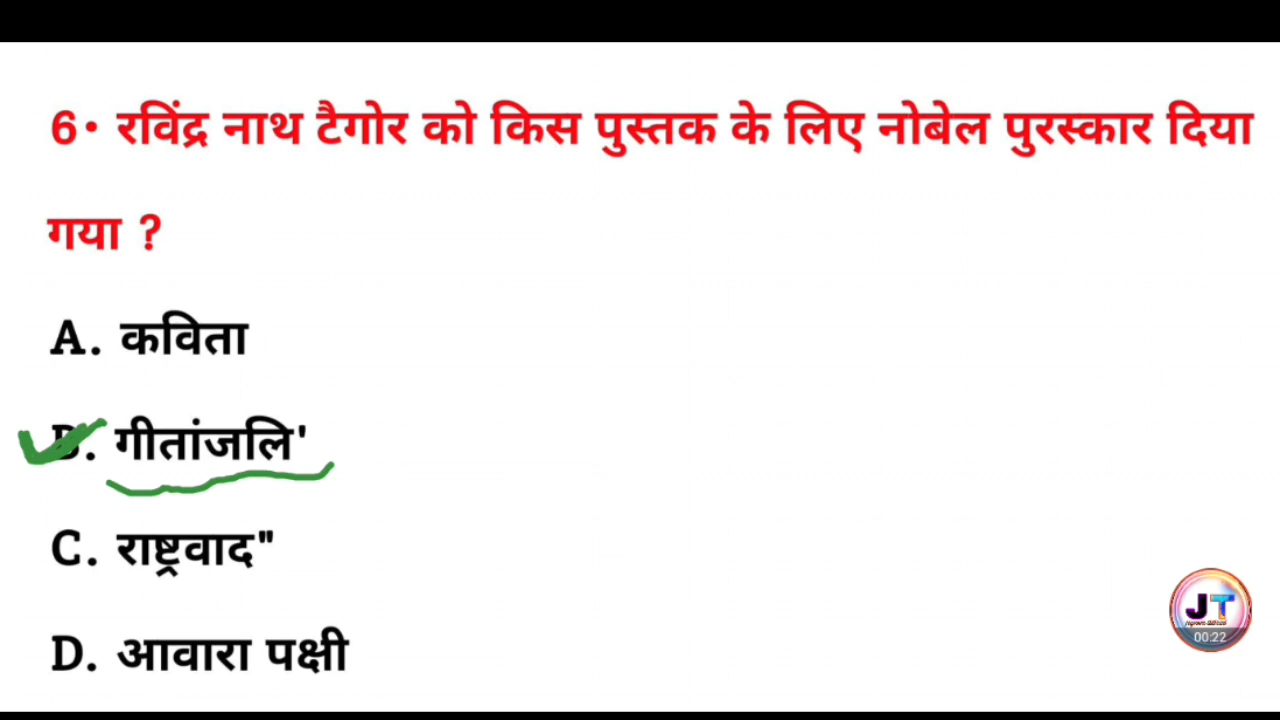 6• रविंद्र नाथ टैगोर को किस पुस्तक के लिए नोबेल पुरस्कार दिया
गया ?
A. कविता
B. गीतांजलि'
C. राष्ट्रवाद"
D. आवारा पक्षी
JT
00:22